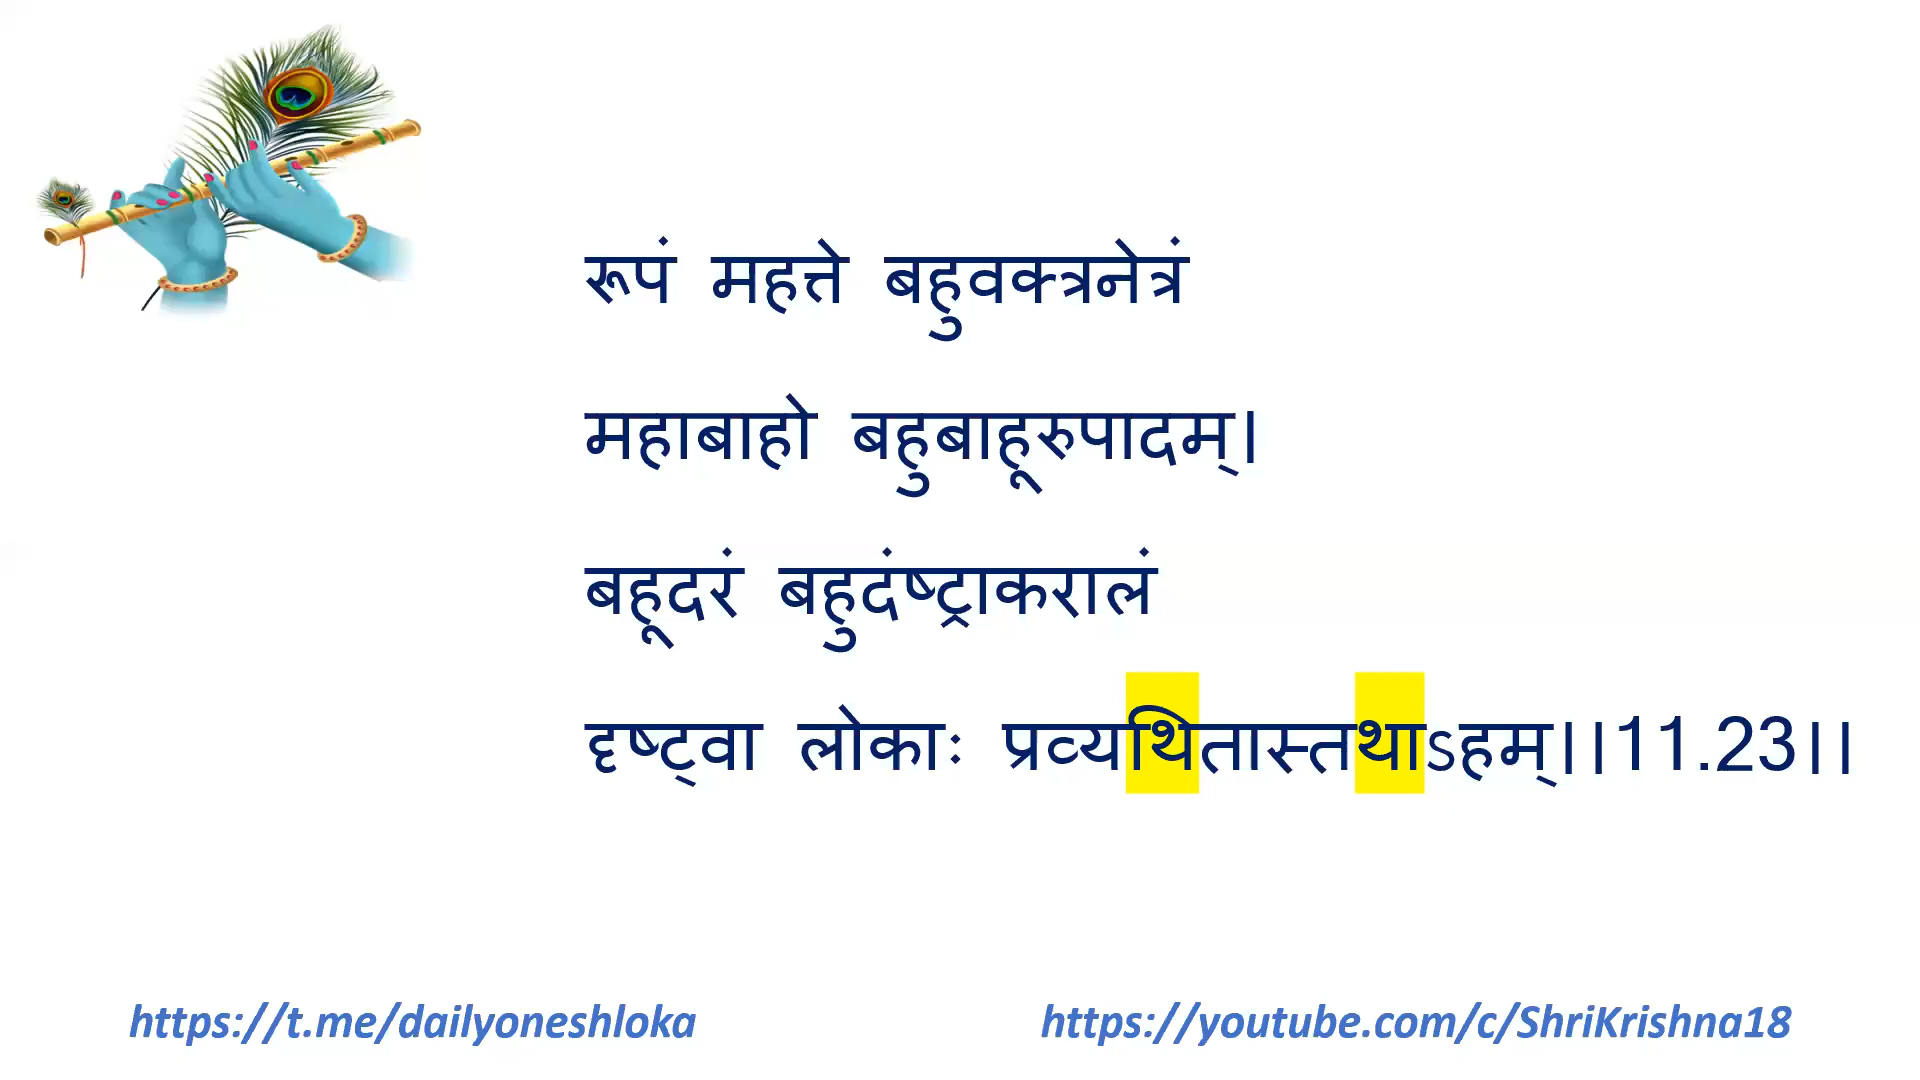 रूपं महत्ते बहुवक्त्रनेत्रं
महाबाहो बहुबाहूरुपादम्।
बहूदरं बहुदंष्ट्राकरालं
दृष्ट्वा लोकाः प्रव्यथितास्तथाऽहम्।।11.23।।
https://t.me/dailyoneshloka https://youtube.com/c/ShriKrishna18